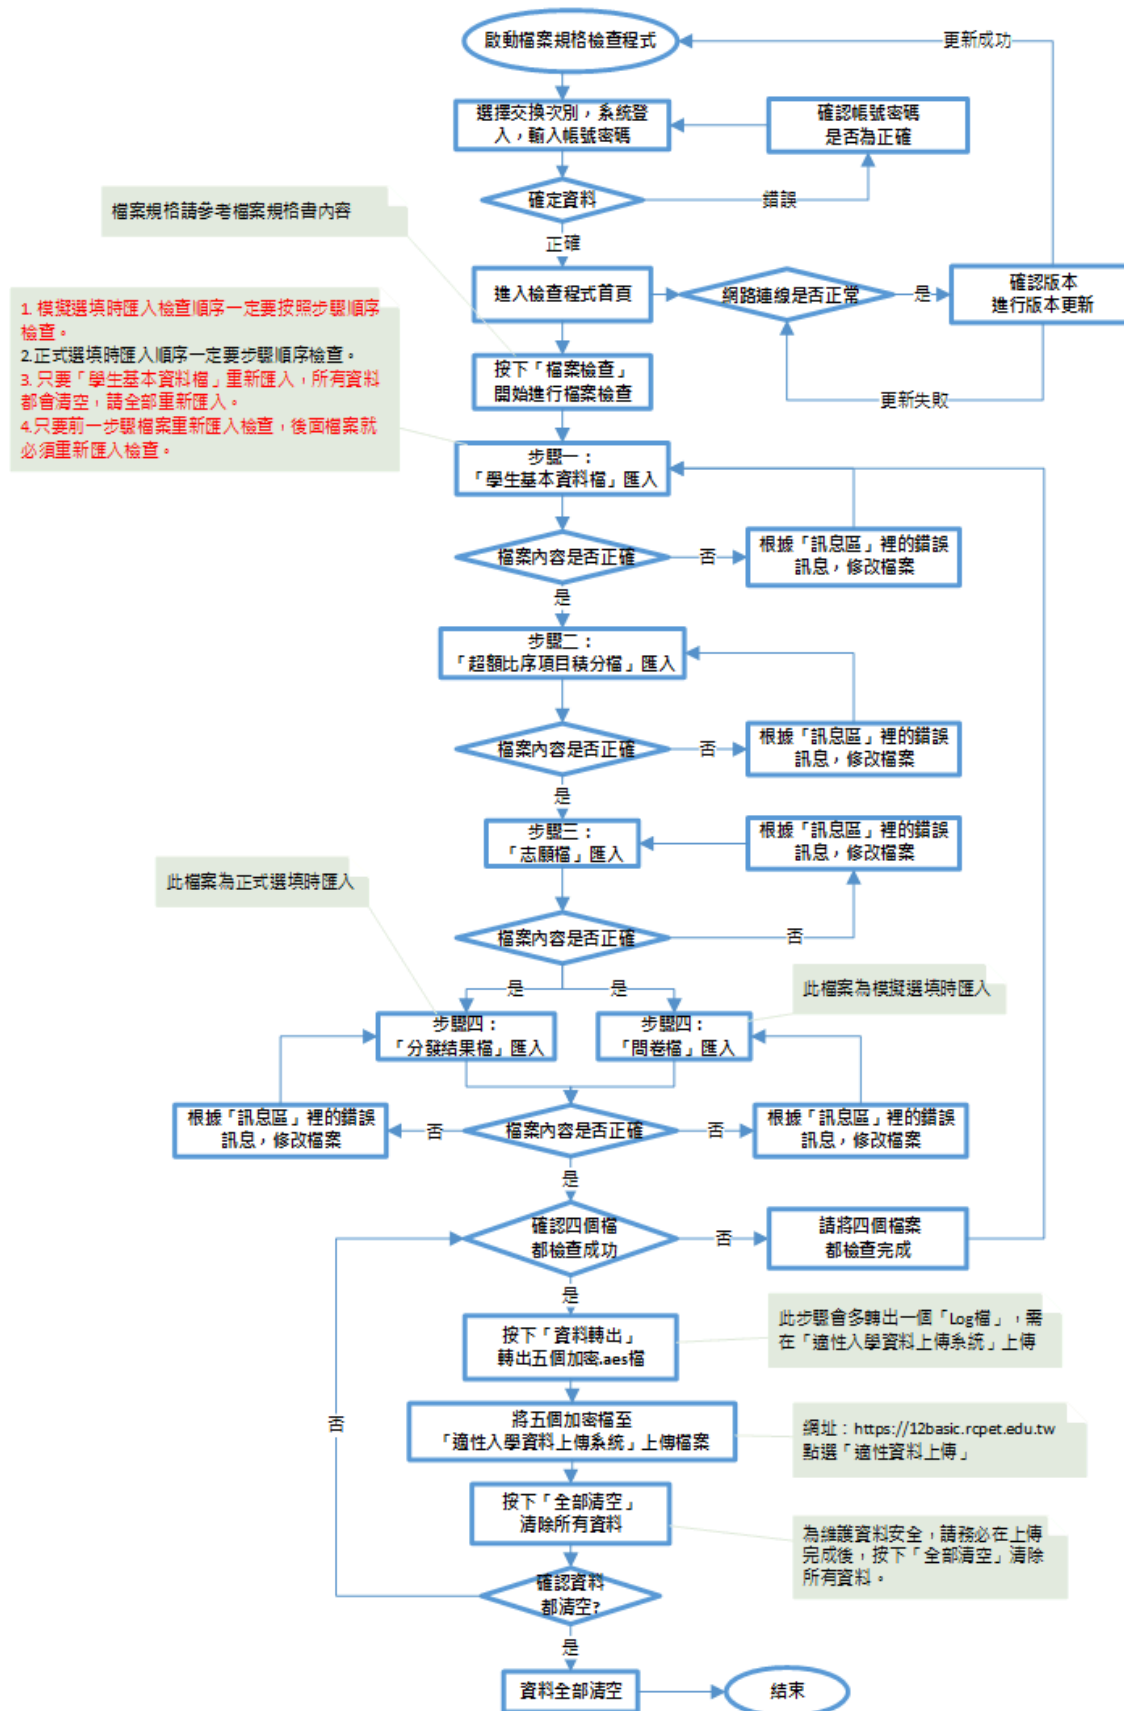 啟動檔案規格檢查程式
更新成功
選擇交換次別，系統登
入，輸入帳號密碼
確認帳號密碼
是否為正確
確定資料
錯誤
檔案規格請參考檔案規格書內容
正確
進入檢查程式首頁
網路連線是否正常
是
確認版本
進行版本更新
1. 模擬選填時匯入檢查順序一定要按照步驟順序
檢查。
2.正式選填時匯入順序一定要步驟順序檢查。
3. 只要「學生基本資料檔」重新匯入，所有資料
都會清空，請全部重新匯入。
4.只要前一步驟檔案重新匯入檢查，後面檔案就
必須重新匯入檢查。
按下「檔案檢查」
開始進行檔案檢查
更新失敗
步驟一：
「學生基本資料檔」匯入
檔案內容是否正確
否
根據「訊息區」裡的錯誤
訊息，修改檔案
是
步驟二：
「超額比序項目積分檔」匯入
檔案內容是否正確
否
根據「訊息區」裡的錯誤
訊息，修改檔案
是
步驟三：
「志願檔」匯入
根據「訊息區」裡的錯誤
訊息，修改檔案
此檔案為正式選填時匯入
檔案內容是否正確
否
是
是
此檔案為模擬選填時匯入
步驟四：
「分發結果檔」匯入
步驟四：
「問卷檔」匯入
根據「訊息區」裡的錯誤
訊息，修改檔案
否
檔案內容是否正確
否
根據「訊息區」裡的錯誤
訊息，修改檔案
是
確認四個檔
都檢查成功
否
請將四個檔案
都檢查完成
是
按下「資料轉出」
轉出五個加密.aes檔
此步驟會多轉出一個「Log檔」，需
在「適性入學資料上傳系統」上傳
否
將五個加密檔至
「適性入學資料上傳系統」上傳檔案
網址：https://12basic.rcpet.edu.tw
點選「適性資料上傳」
按下「全部清空」
清除所有資料
為維護資料安全，請務必在上傳
完成後，按下「全部清空」清除
所有資料。
確認資料
都清空?
是
資料全部清空
結束